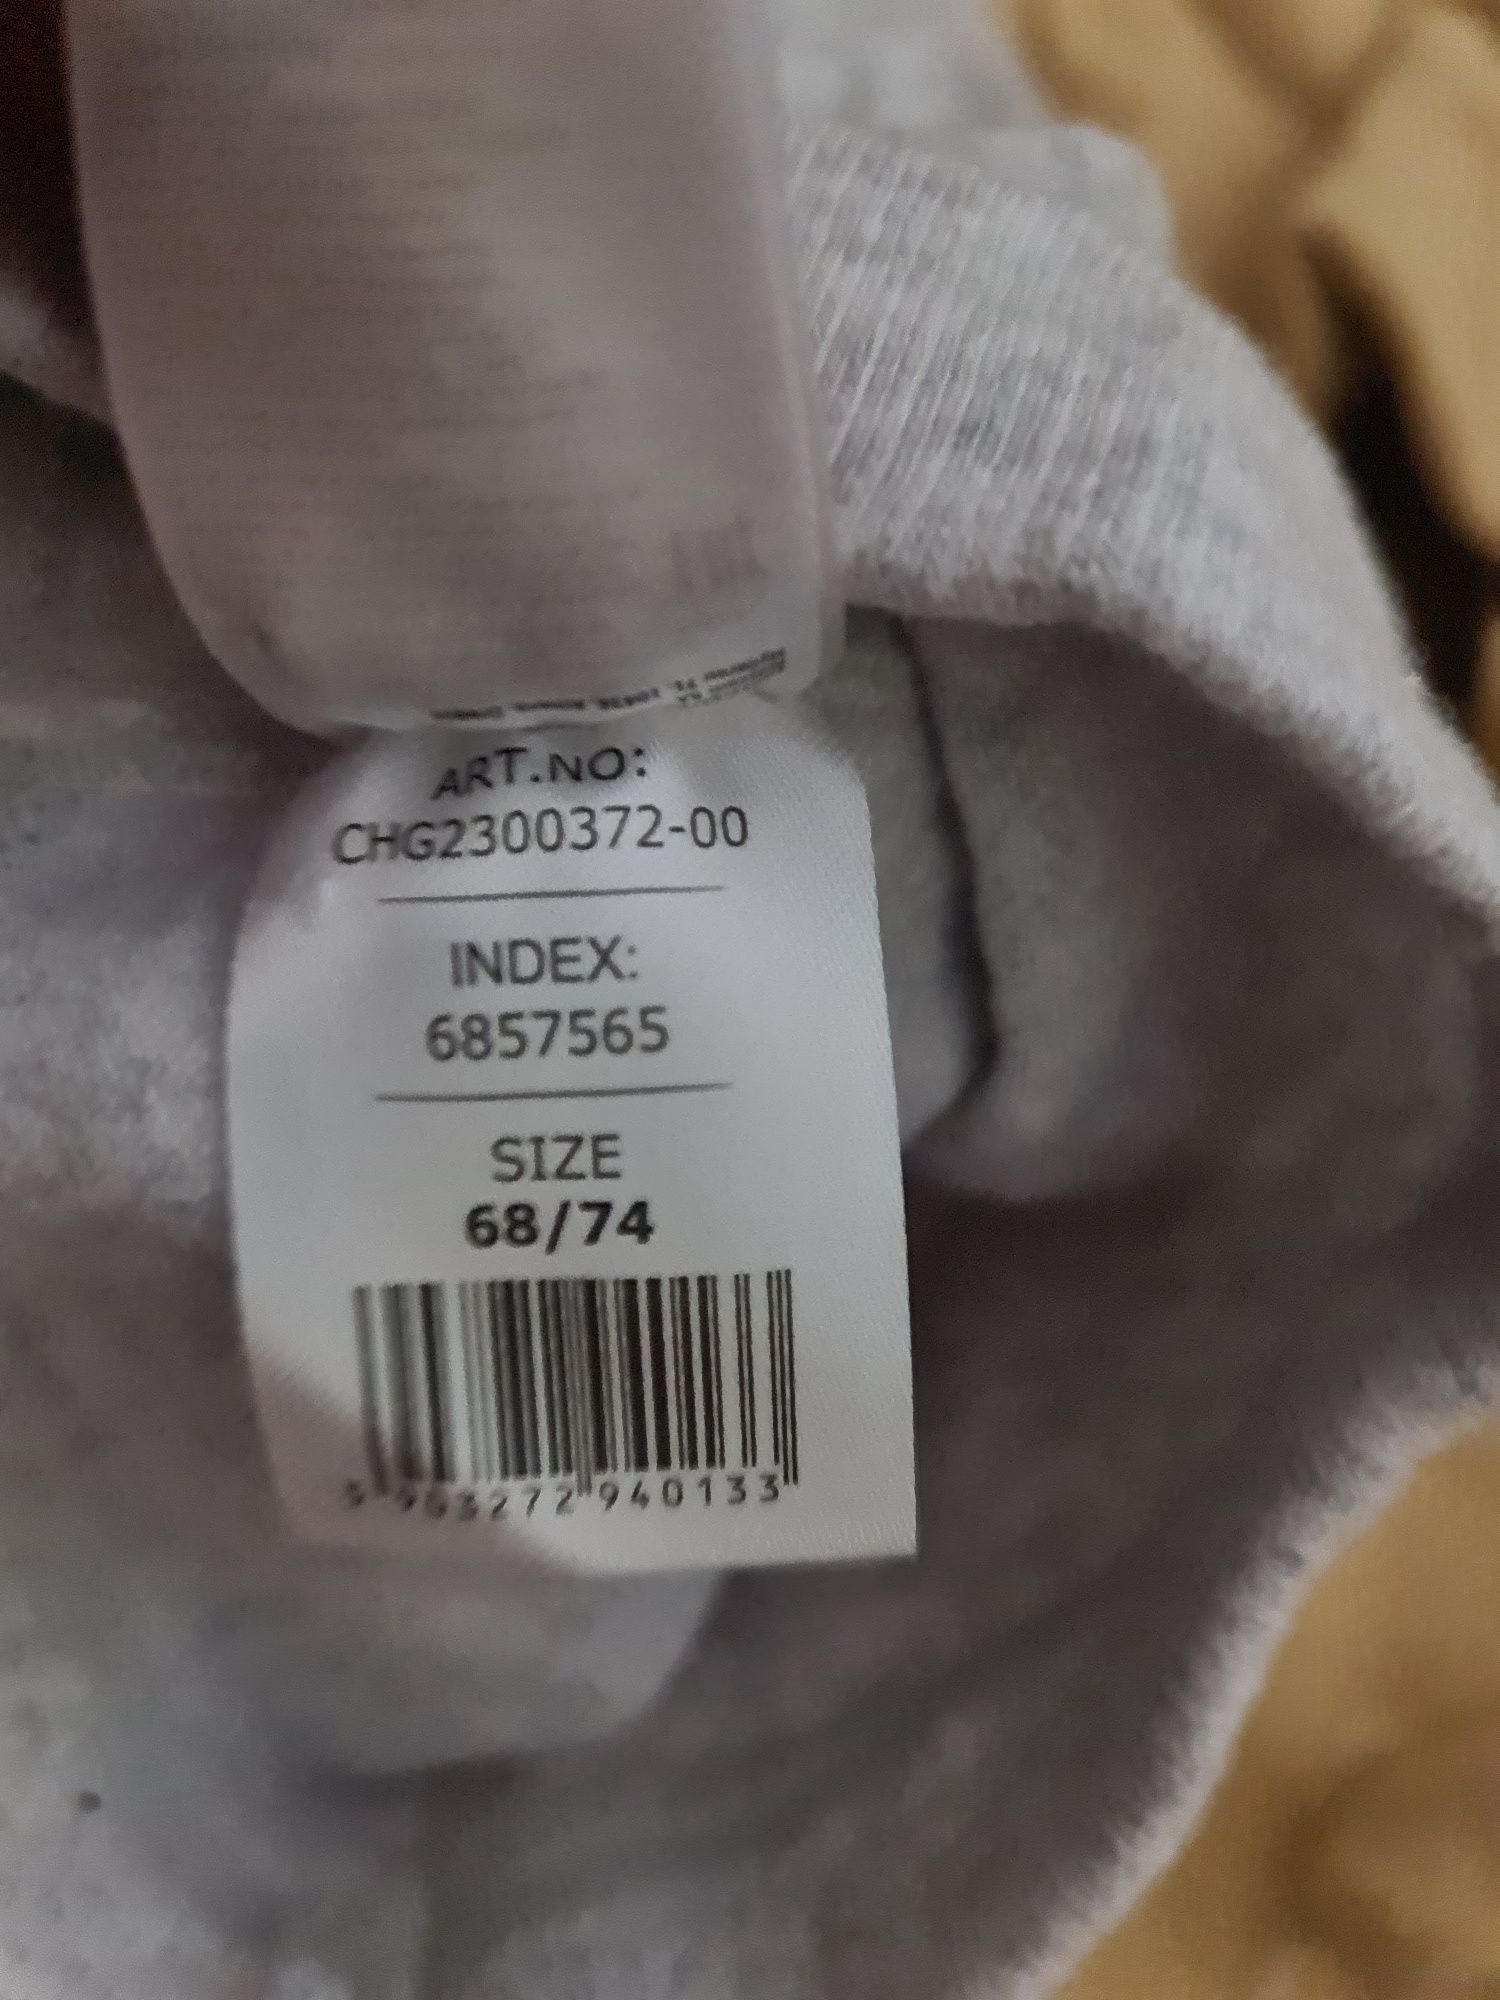 ART.NO:
CHG2300372-00
INDEX:
6857565
SIZE
68/74
5 903272 940133